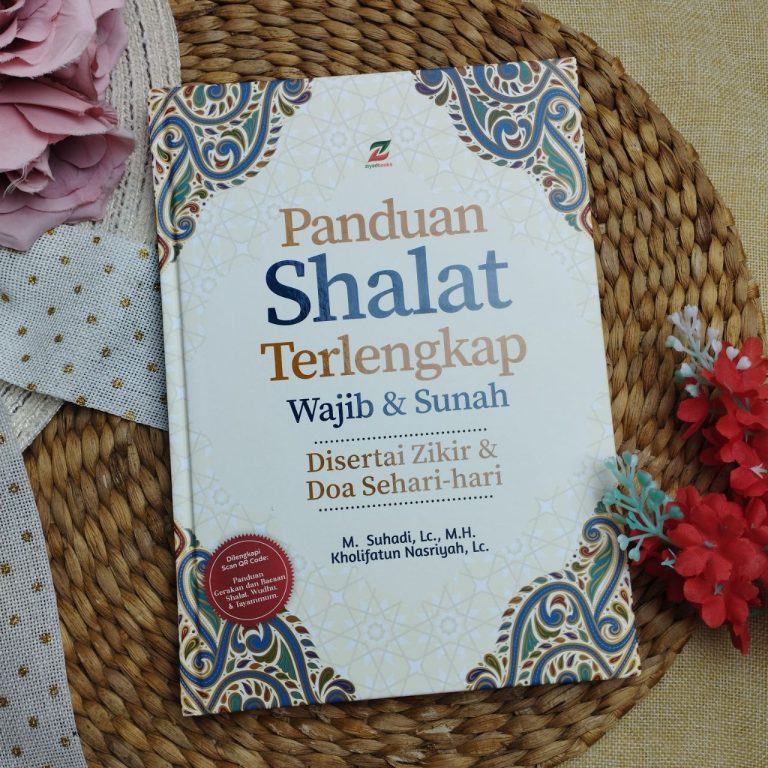 ziyadbooks
Panduan
Shalat
Terlengkap
Wajib & Sunah
Disertai Zikir &
Doa Sehari-hari
M. Suhadi, Lc., M.H.
Kholifatun Nasriyah, Lc.
Dilengkapi
Scan QR Code:
Panduan
Gerakan dan Bacaan
Shalat, Wudhu,
& Tayammum.